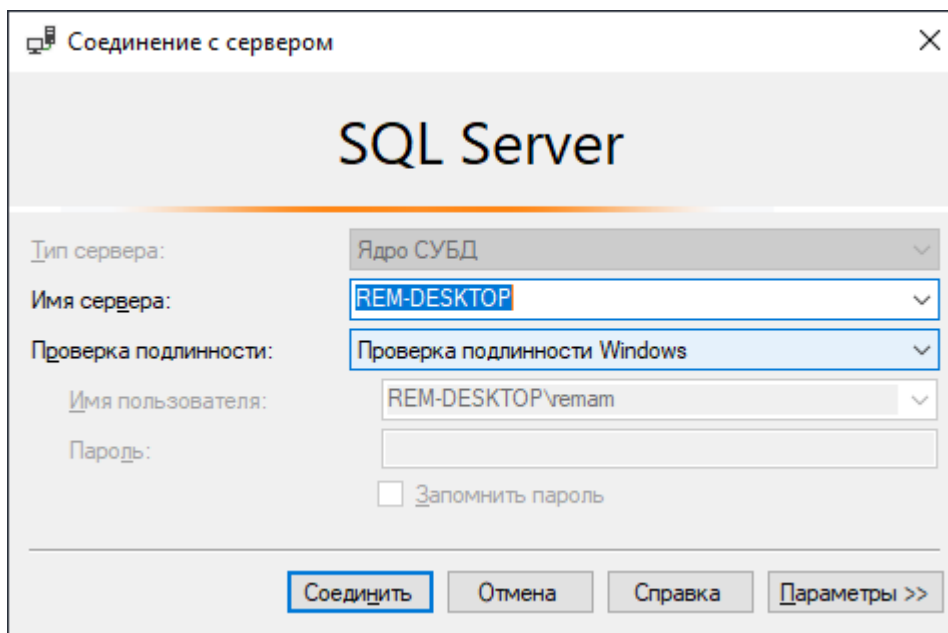 Соединение с сервером
SQL Server
Тип сервера: Ядро СУБД
Имя сервера: REM-DESKTOP
Проверка подлинности: Проверка подлинности Windows
Имя пользователя: REM-DESKTOP\remam
Пароль:
Запомнить пароль
Соединить Отмена Справка Параметры >>